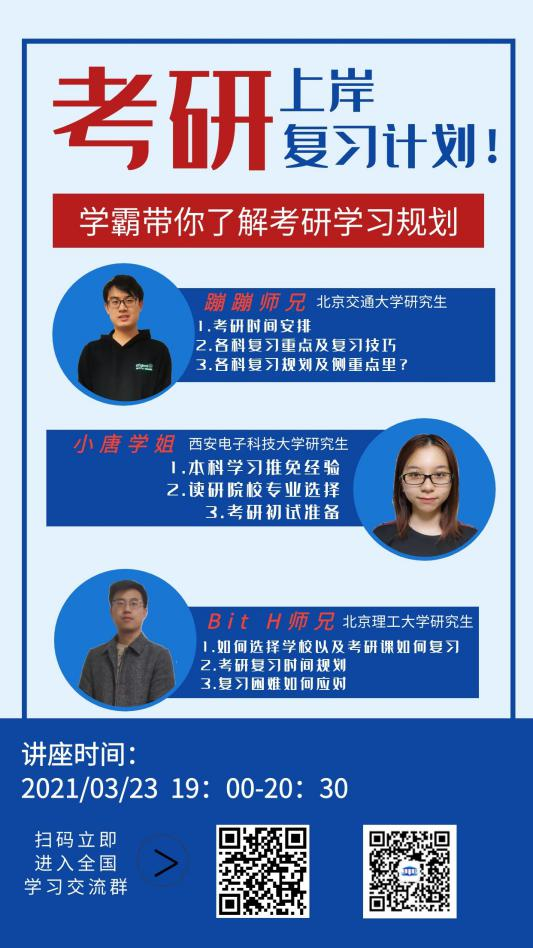 考研
上岸
复习计划！
学霸带你了解考研学习规划
蹦蹦师兄 北京交通大学研究生
1.考研时间安排
2.各科复习重点及复习技巧
3.各科复习规划及侧重点里？
小唐学姐 西安电子科技大学研究生
1.本科学习推免经验
2.读研院校专业选择
3.考研初试准备
Bit H师兄 北京理工大学研究生
1.如何选择学校以及考研课如何复习
2.考研复习时间规划
3.复习困难如何应对
讲座时间：
2021/03/23 19：00-20：30
扫码立即
进入全国
学习交流群
>